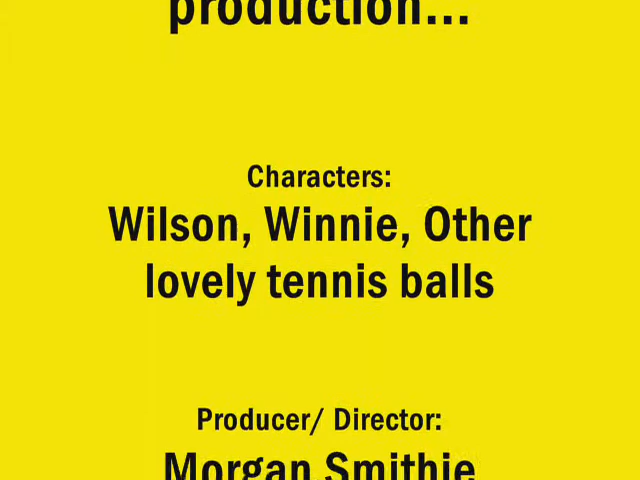 production...
Characters:
Wilson, Winnie, Other
lovely tennis balls
Producer/ Director:
Morgan Smithie